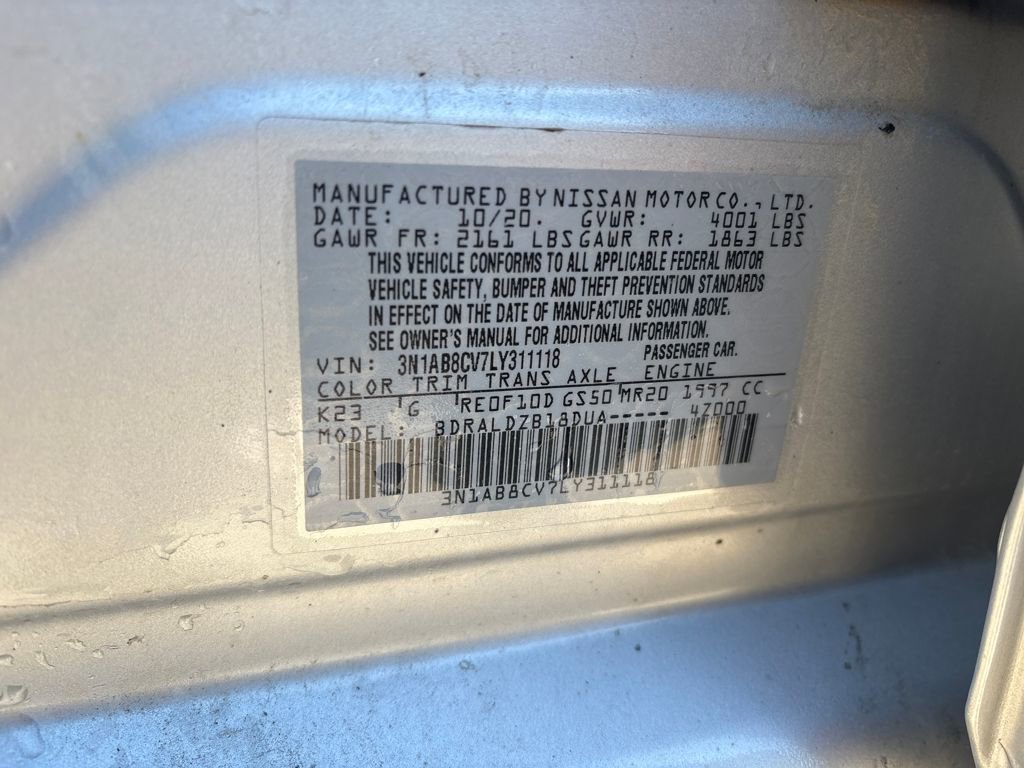 MANUFACTURED BY NISSAN MOTOR CO., LTD.
DATE: 10/20. GVWR: 4001 LBS
GAWR FR: 2161 LBS GAWR RR: 1863 LBS
THIS VEHICLE CONFORMS TO ALL APPLICABLE FEDERAL MOTOR
VEHICLE SAFETY, BUMPER AND THEFT PREVENTION STANDARDS
IN EFFECT ON THE DATE OF MANUFACTURE SHOWN ABOVE.
SEE OWNER'S MANUAL FOR ADDITIONAL INFORMATION.
VIN: 3N1AB8CV7LY311118 PASSENGER CAR.
COLOR TRIM TRANS AXLE ENGINE
K23 G RE0F10D GS50 MR20 1997 CC
MODEL: BDRALDZB18DUA----- 4Z000
3N1AB8CV7LY311118